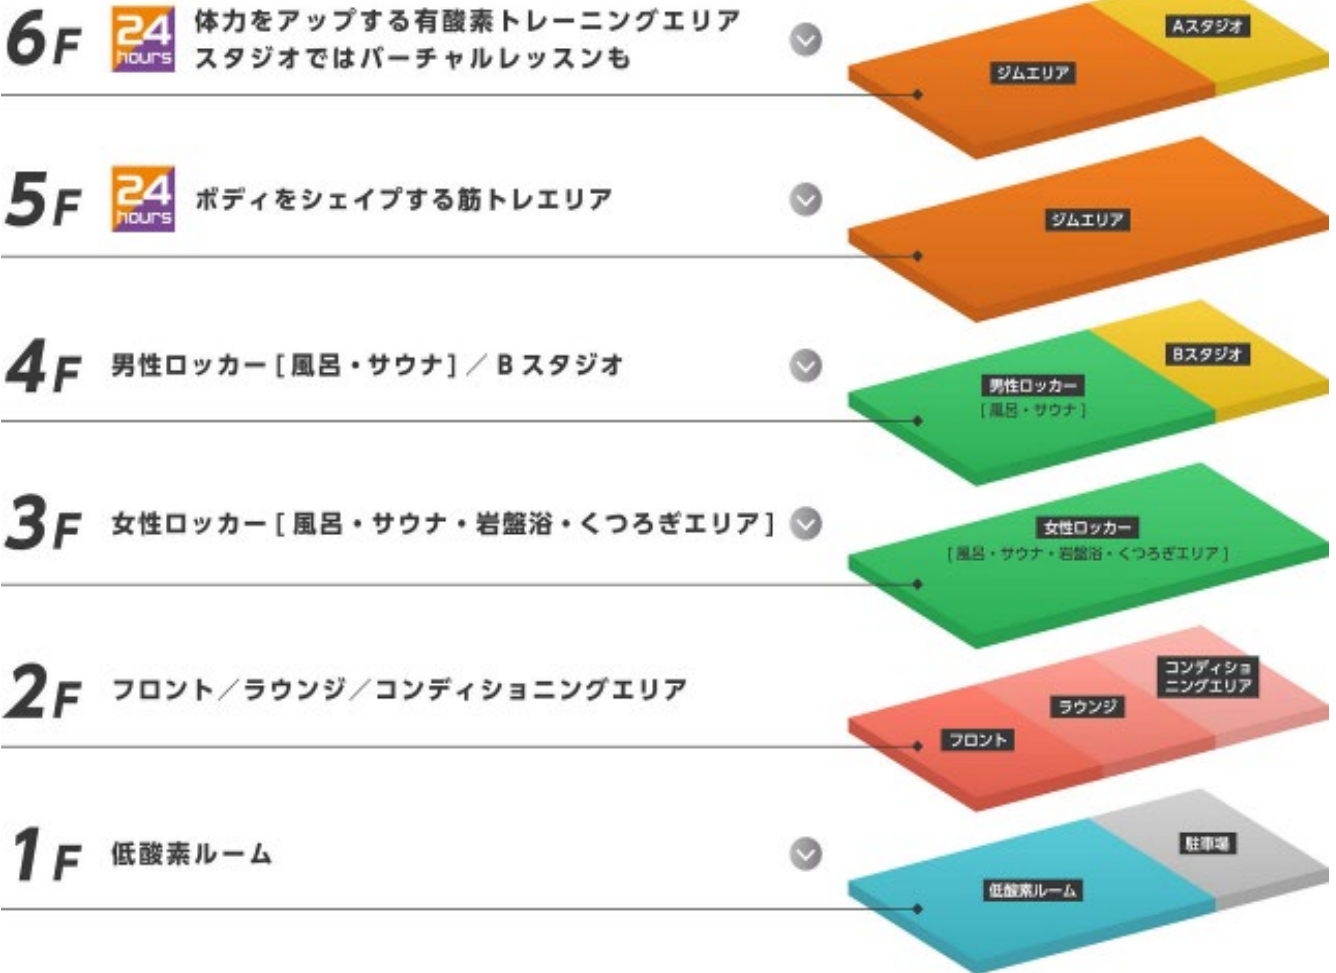 6F 24 hours 体力をアップする有酸素トレーニングエリア
スタジオではバーチャルレッスンも
Aスタジオ
ジムエリア
5F 24 hours ボディをシェイプする筋トレエリア
ジムエリア
4F 男性ロッカー [ 風呂・サウナ ] ／ B スタジオ
Bスタジオ
男性ロッカー
[ 風呂・サウナ ]
3F 女性ロッカー [ 風呂・サウナ・岩盤浴・くつろぎエリア ]
女性ロッカー
[ 風呂・サウナ・岩盤浴・くつろぎエリア ]
2F フロント／ラウンジ／コンディショニングエリア
コンディショ
ニングエリア
ラウンジ
フロント
1F 低酸素ルーム
駐車場
低酸素ルーム